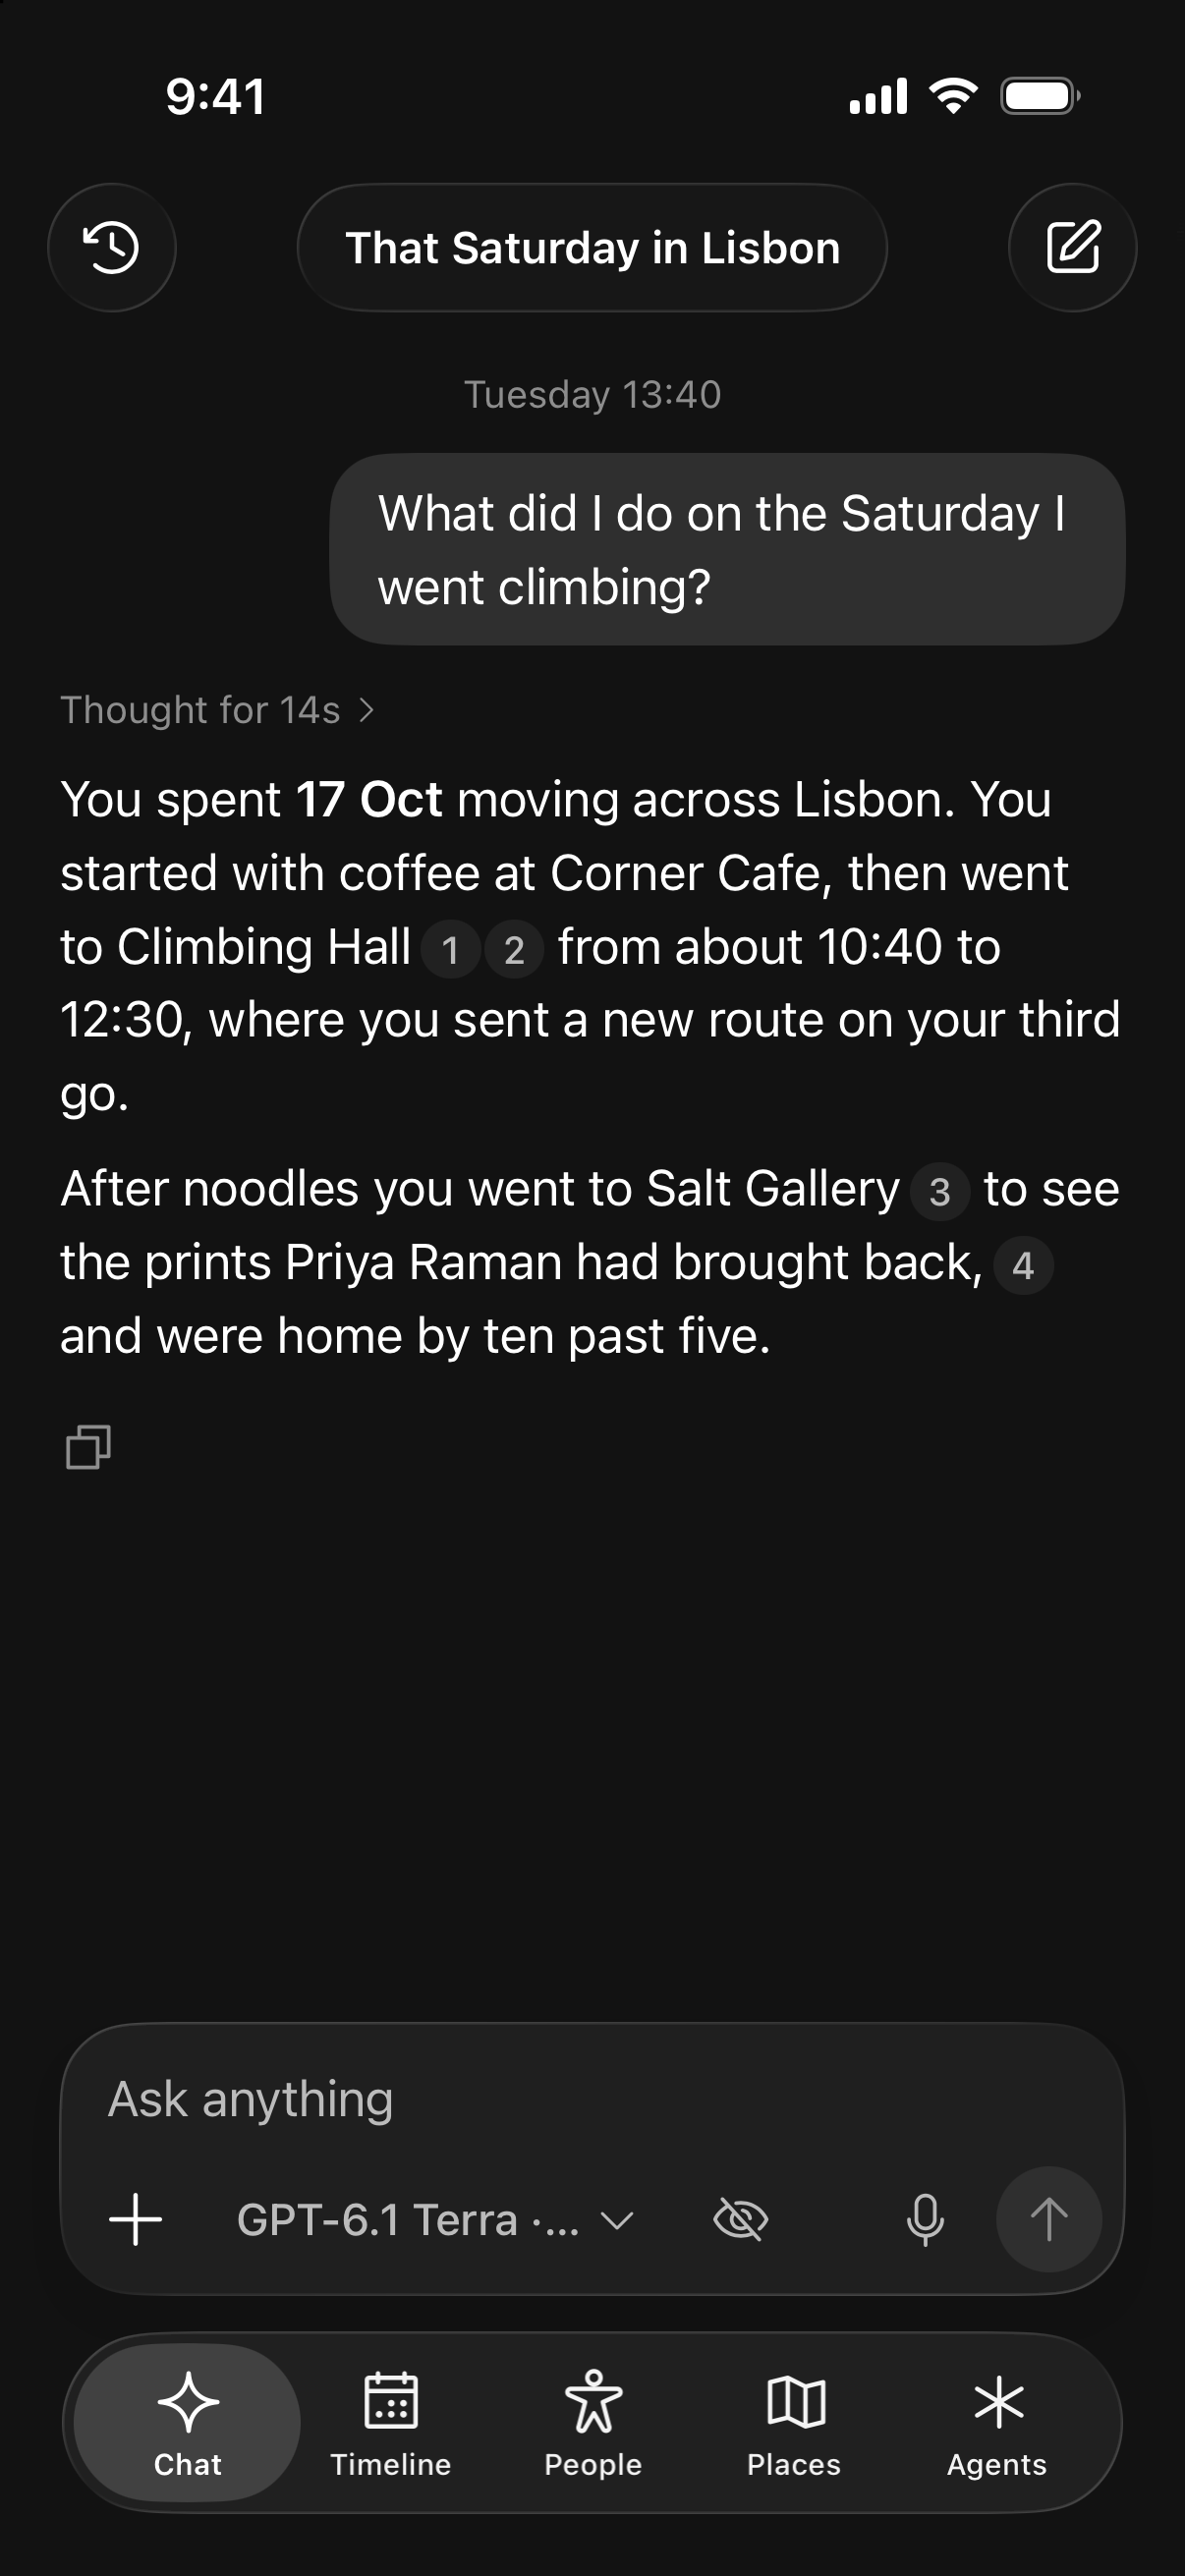 9:41
That Saturday in Lisbon
Tuesday 13:40
What did I do on the Saturday I
went climbing?
Thought for 14s
You spent 17 Oct moving across Lisbon. You
started with coffee at Corner Cafe, then went
to Climbing Hall 1 2 from about 10:40 to
12:30, where you sent a new route on your third
go.
After noodles you went to Salt Gallery 3 to see
the prints Priya Raman had brought back, 4
and were home by ten past five.
Ask anything
GPT-6.1 Terra ·...
Chat
Timeline
People
Places
Agents